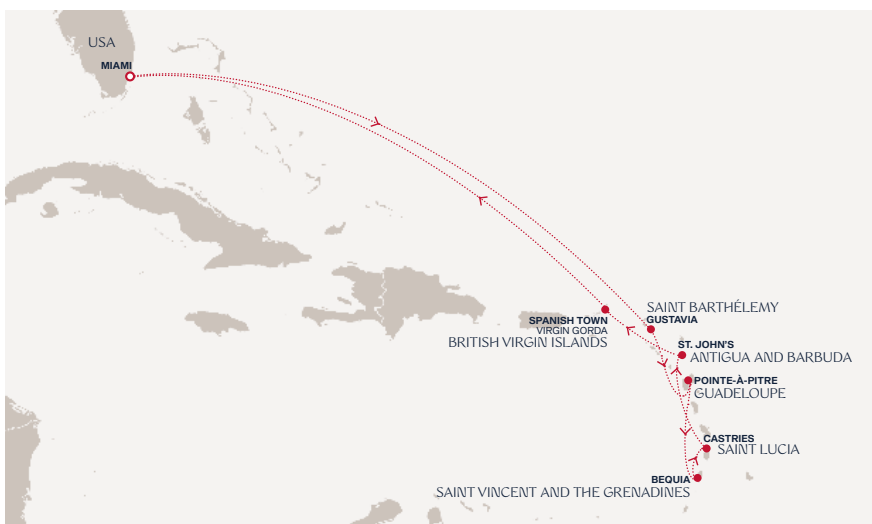 USA
MIAMI
SAINT BARTHÉLEMY
GUSTAVIA
SPANISH TOWN
VIRGIN GORDA
BRITISH VIRGIN ISLANDS
ST. JOHN'S
ANTIGUA AND BARBUDA
POINTE-À-PITRE
GUADELOUPE
CASTRIES
SAINT LUCIA
BEQUIA
SAINT VINCENT AND THE GRENADINES